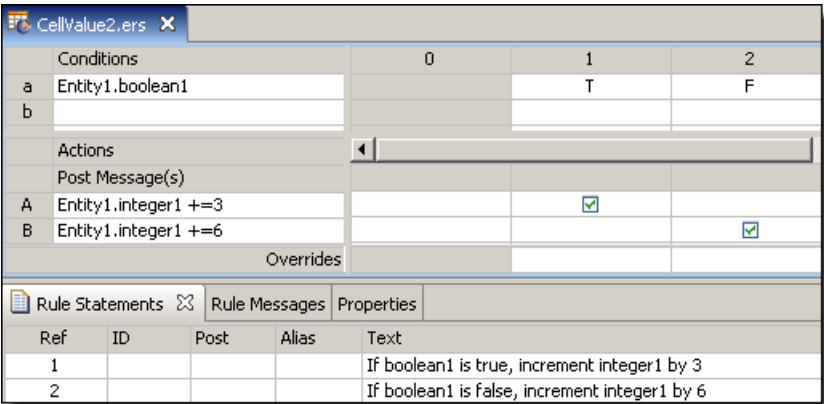 CellValue2.ers
Conditions 0 1 2
a Entity1.boolean1 T F
b
Actions
Post Message(s)
A Entity1.integer1 +=3
B Entity1.integer1 +=6
Overrides
Rule Statements Rule Messages Properties
Ref ID Post Alias Text
1 If boolean1 is true, increment integer1 by 3
2 If boolean1 is false, increment integer1 by 6